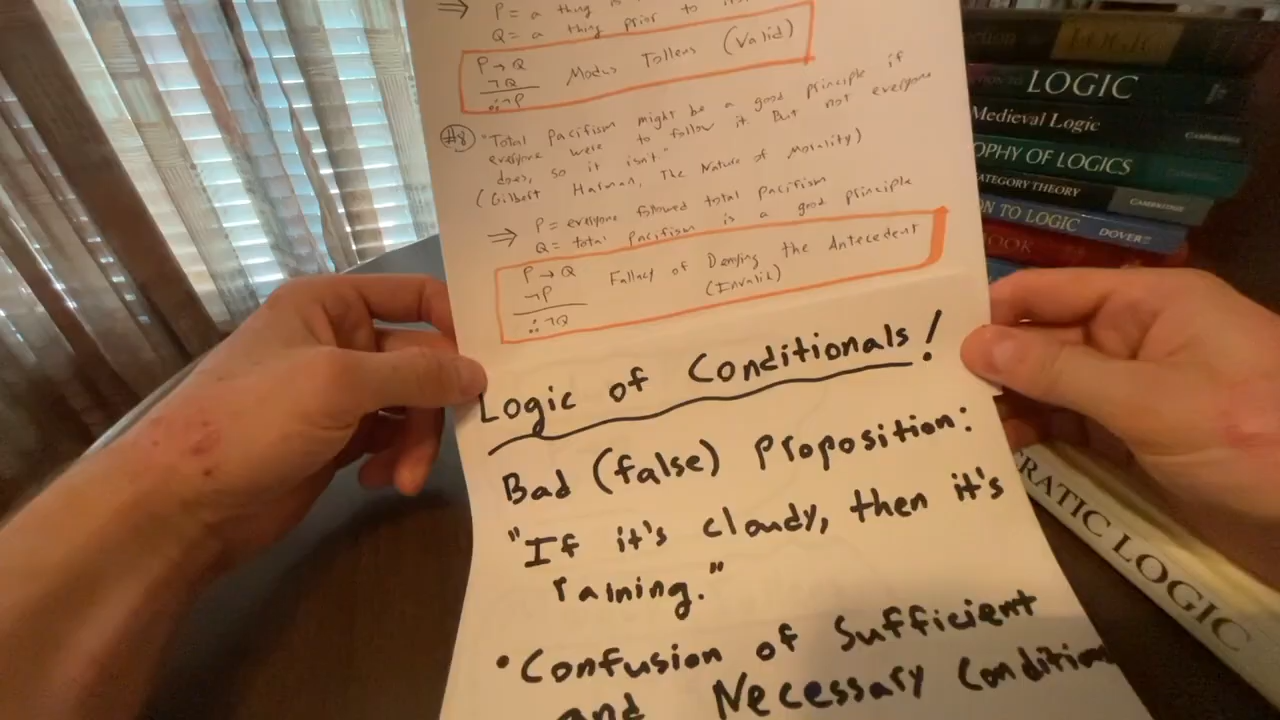 ⇒ P = a thing is
Q = a thing prior to
P → Q
¬Q
∴ ¬P
Modus Tollens (Valid)
#8 "Total pacifism might be a good principle if
everyone were to follow it. But not everyone
does, so it isn't."
(Gilbert Harman, The Nature of Morality)
⇒ P = everyone followed total pacifism
Q = total pacifism is a good principle
P → Q
¬P
∴ ¬Q
Fallacy of Denying the Antecedent
(Invalid)
Logic of Conditionals!
Bad (false) Proposition:
"If it's cloudy, then it's
raining."
• Confusion of Sufficient
and Necessary Condition
LOGIC
LOGIC
Medieval Logic
OPHY OF LOGICS
ATEGORY THEORY
CAMBRIDGE
ON TO LOGIC
DOVER
OOK
RATIC LOGIC